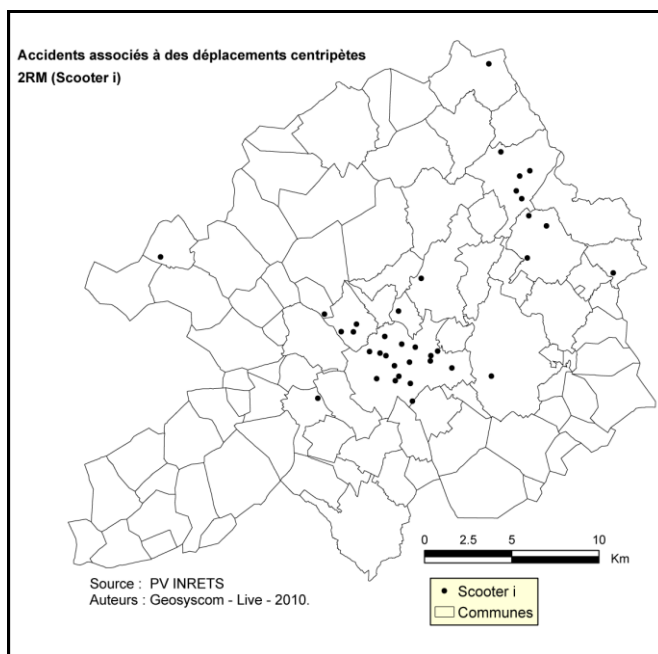 Accidents associés à des déplacements centripètes
2RM (Scooter i)
0 2.5 5 10
Km
Source : PV INRETS
Auteurs : Geosyscom - Live - 2010.
Scooter i
Communes